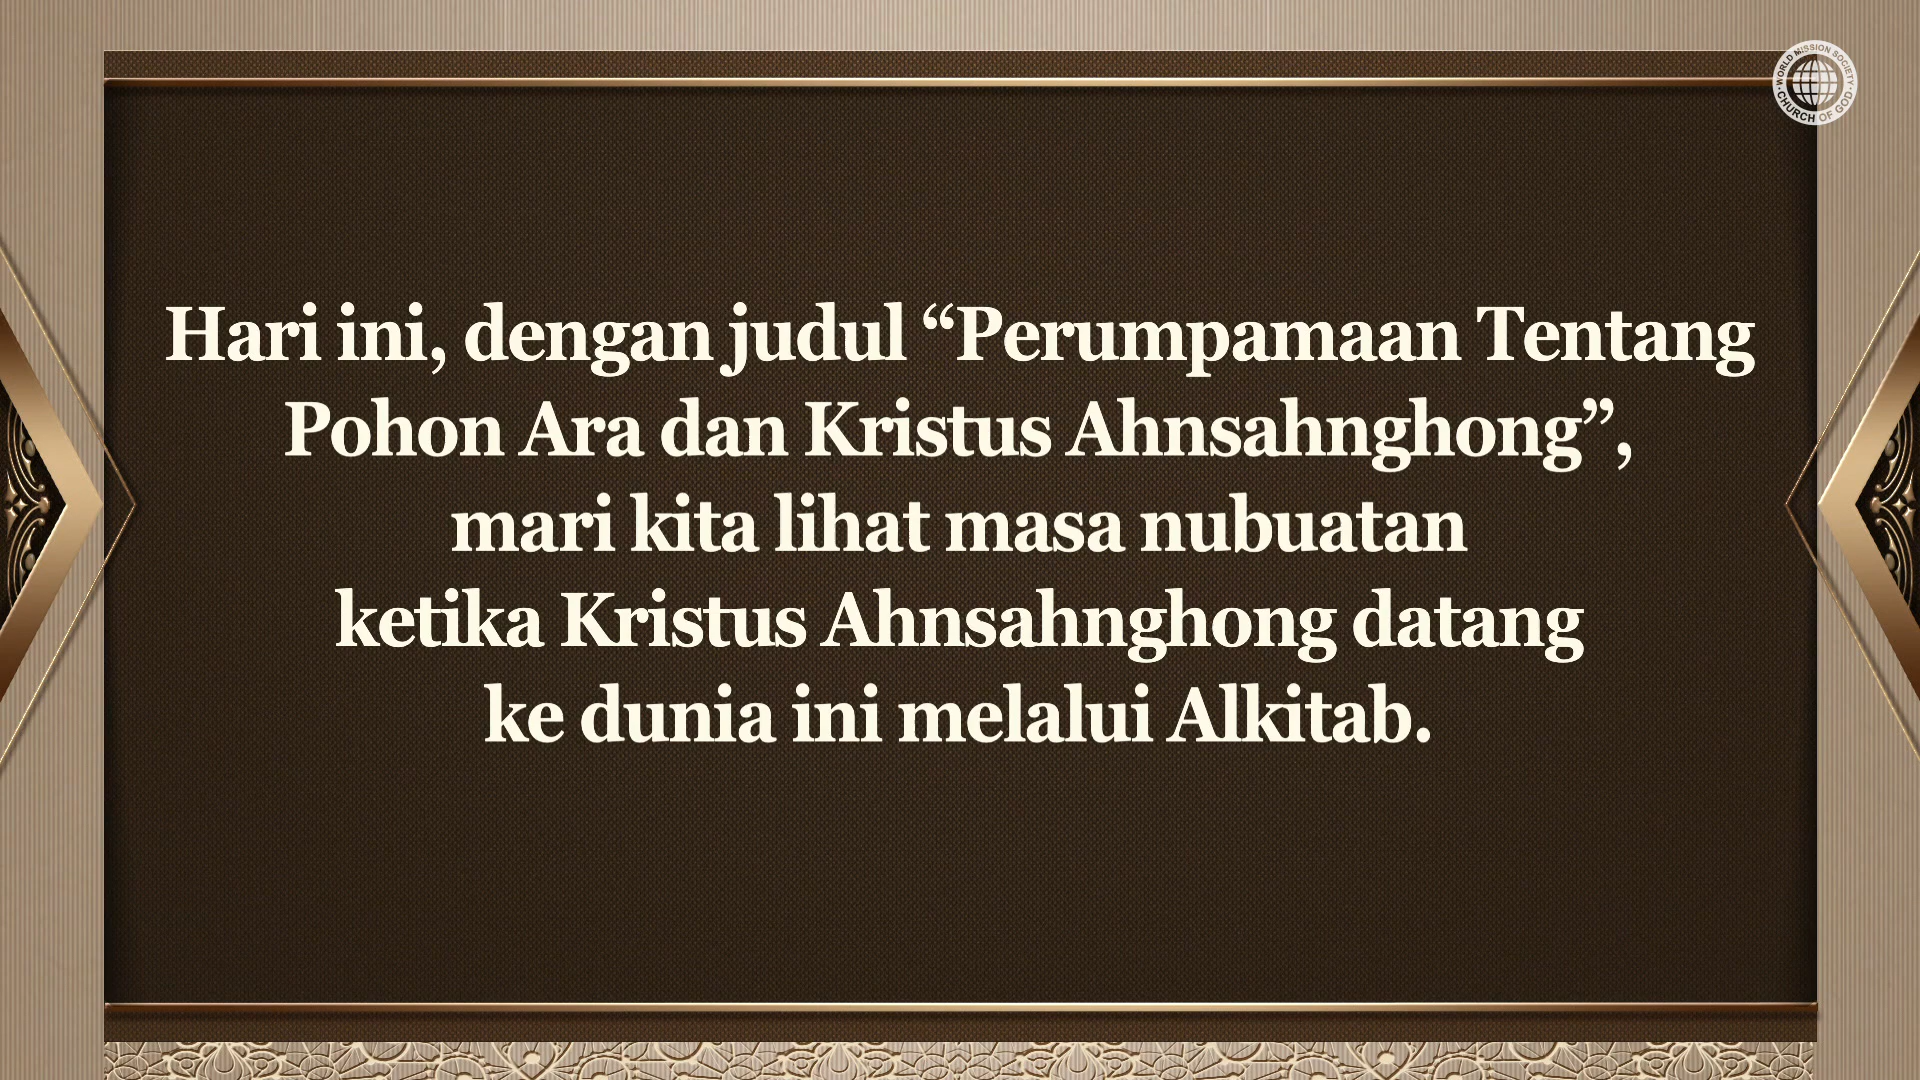 WORLD MISSION SOCIETY
CHURCH OF GOD
Hari ini, dengan judul “Perumpamaan Tentang
Pohon Ara dan Kristus Ahnsahnghong”,
mari kita lihat masa nubuatan
ketika Kristus Ahnsahnghong datang
ke dunia ini melalui Alkitab.